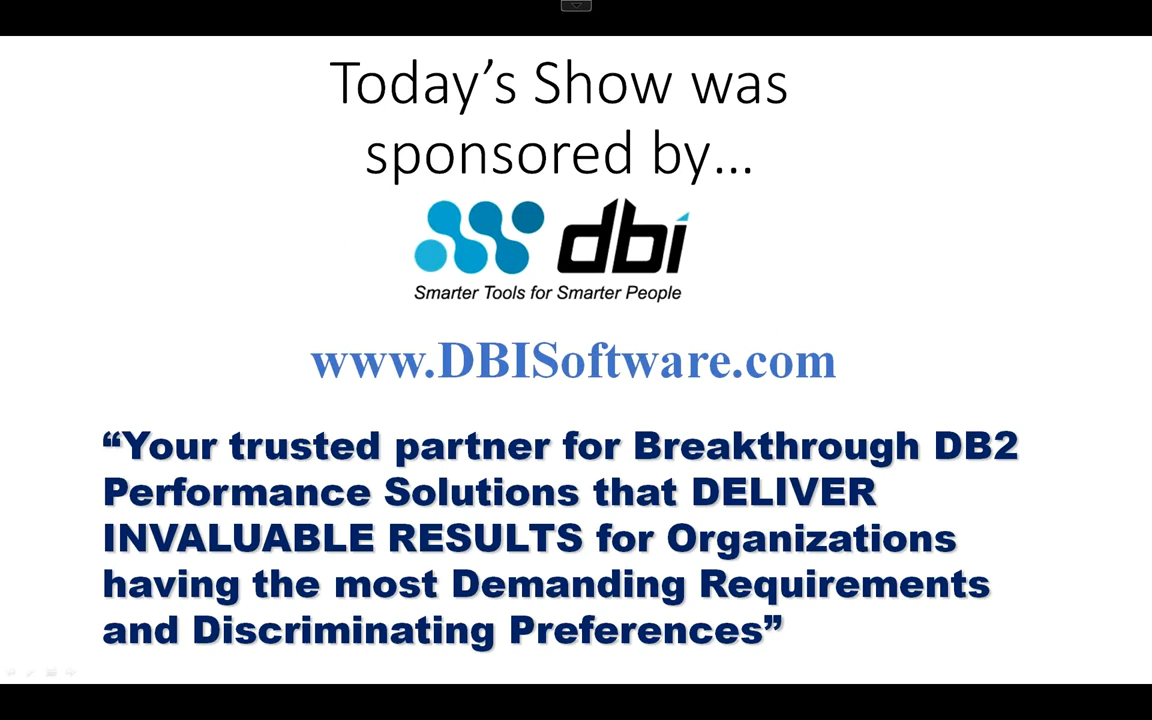 Today’s Show was
sponsored by…
dbi
Smarter Tools for Smarter People
www.DBISoftware.com
“Your trusted partner for Breakthrough DB2
Performance Solutions that DELIVER
INVALUABLE RESULTS for Organizations
having the most Demanding Requirements
and Discriminating Preferences”